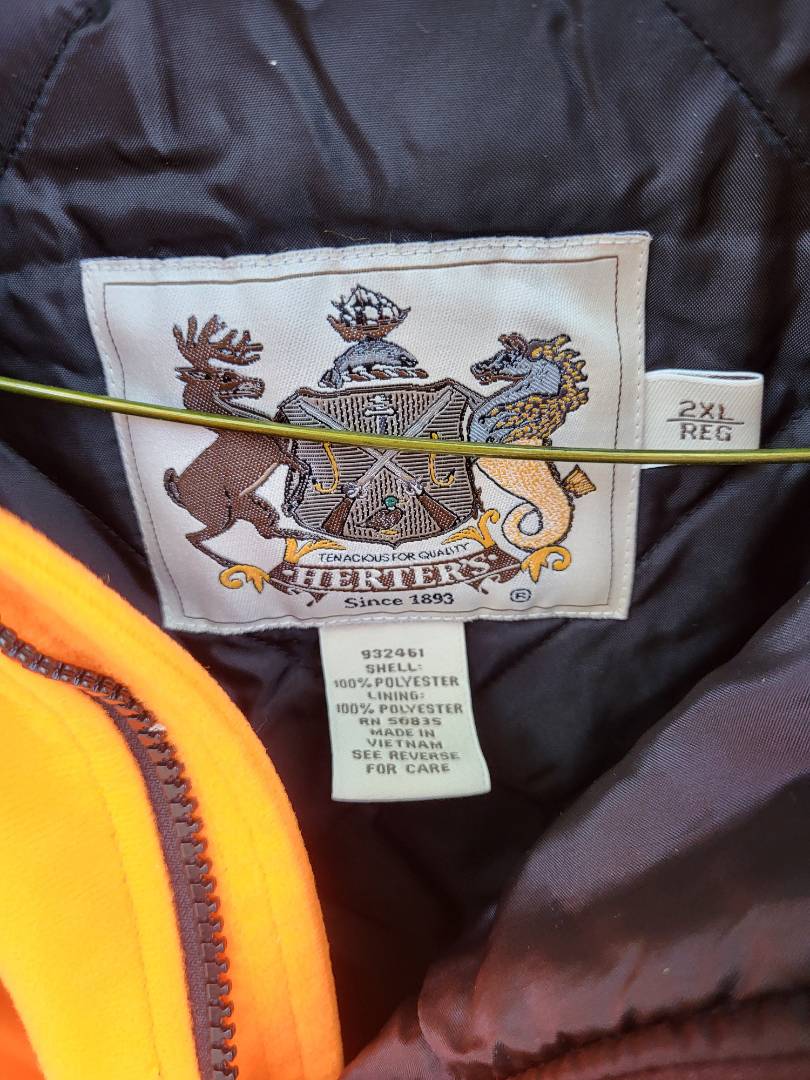 TENACIOUS FOR QUALITY
HERTER'S
Since 1893 ®
2XL
REG
932461
SHELL:
100% POLYESTER
LINING:
100% POLYESTER
RN 50835
MADE IN
VIETNAM
SEE REVERSE
FOR CARE